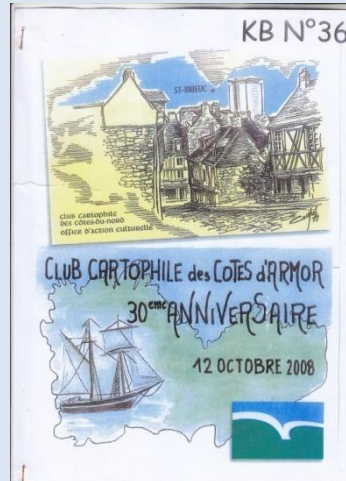 KB N°36
ST-BRIEUC
CLUB CARTOPHILE
DES CÔTES-DU-NORD
OFFICE D'ACTION CULTURELLE
CLUB CARTOPHILE des COTES d'ARMOR
30eme ANNIVERSAIRE
12 OCTOBRE 2008